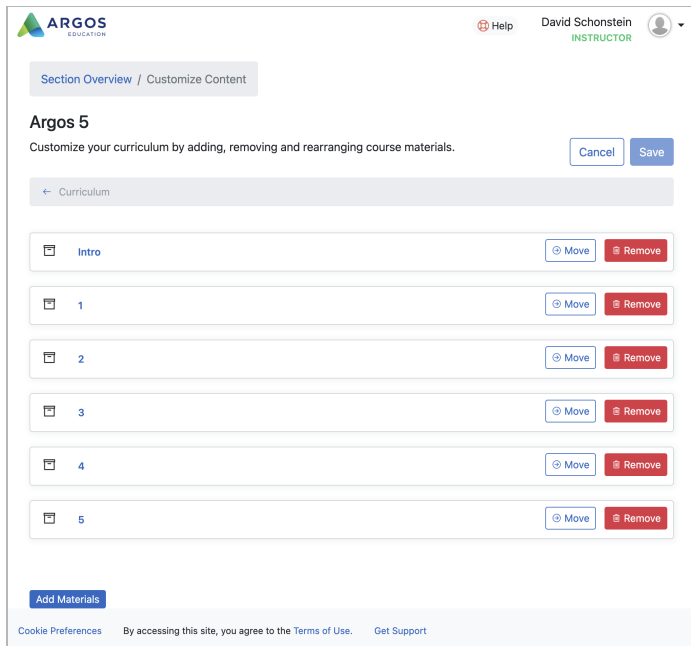 ARGOS
EDUCATION
Help
David Schonstein
INSTRUCTOR
Section Overview / Customize Content
Argos 5
Customize your curriculum by adding, removing and rearranging course materials.
Cancel
Save
← Curriculum
Intro
Move
Remove
1
Move
Remove
2
Move
Remove
3
Move
Remove
4
Move
Remove
5
Move
Remove
Add Materials
Cookie Preferences
By accessing this site, you agree to the Terms of Use.
Get Support